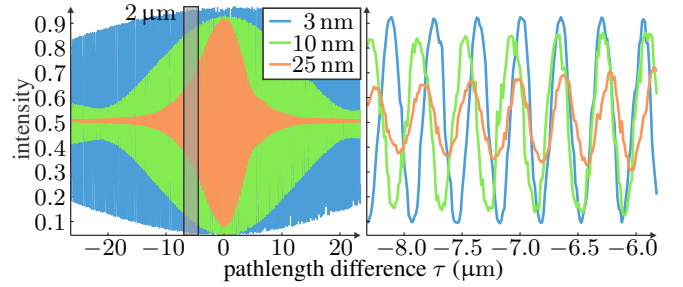 2 μm
3 nm
10 nm
25 nm
intensity
0.9
0.8
0.7
0.6
0.5
0.4
0.3
0.2
0.1
−20 −10 0 10 20
−8.0 −7.5 −7.0 −6.5 −6.0
pathlength difference τ (μm)